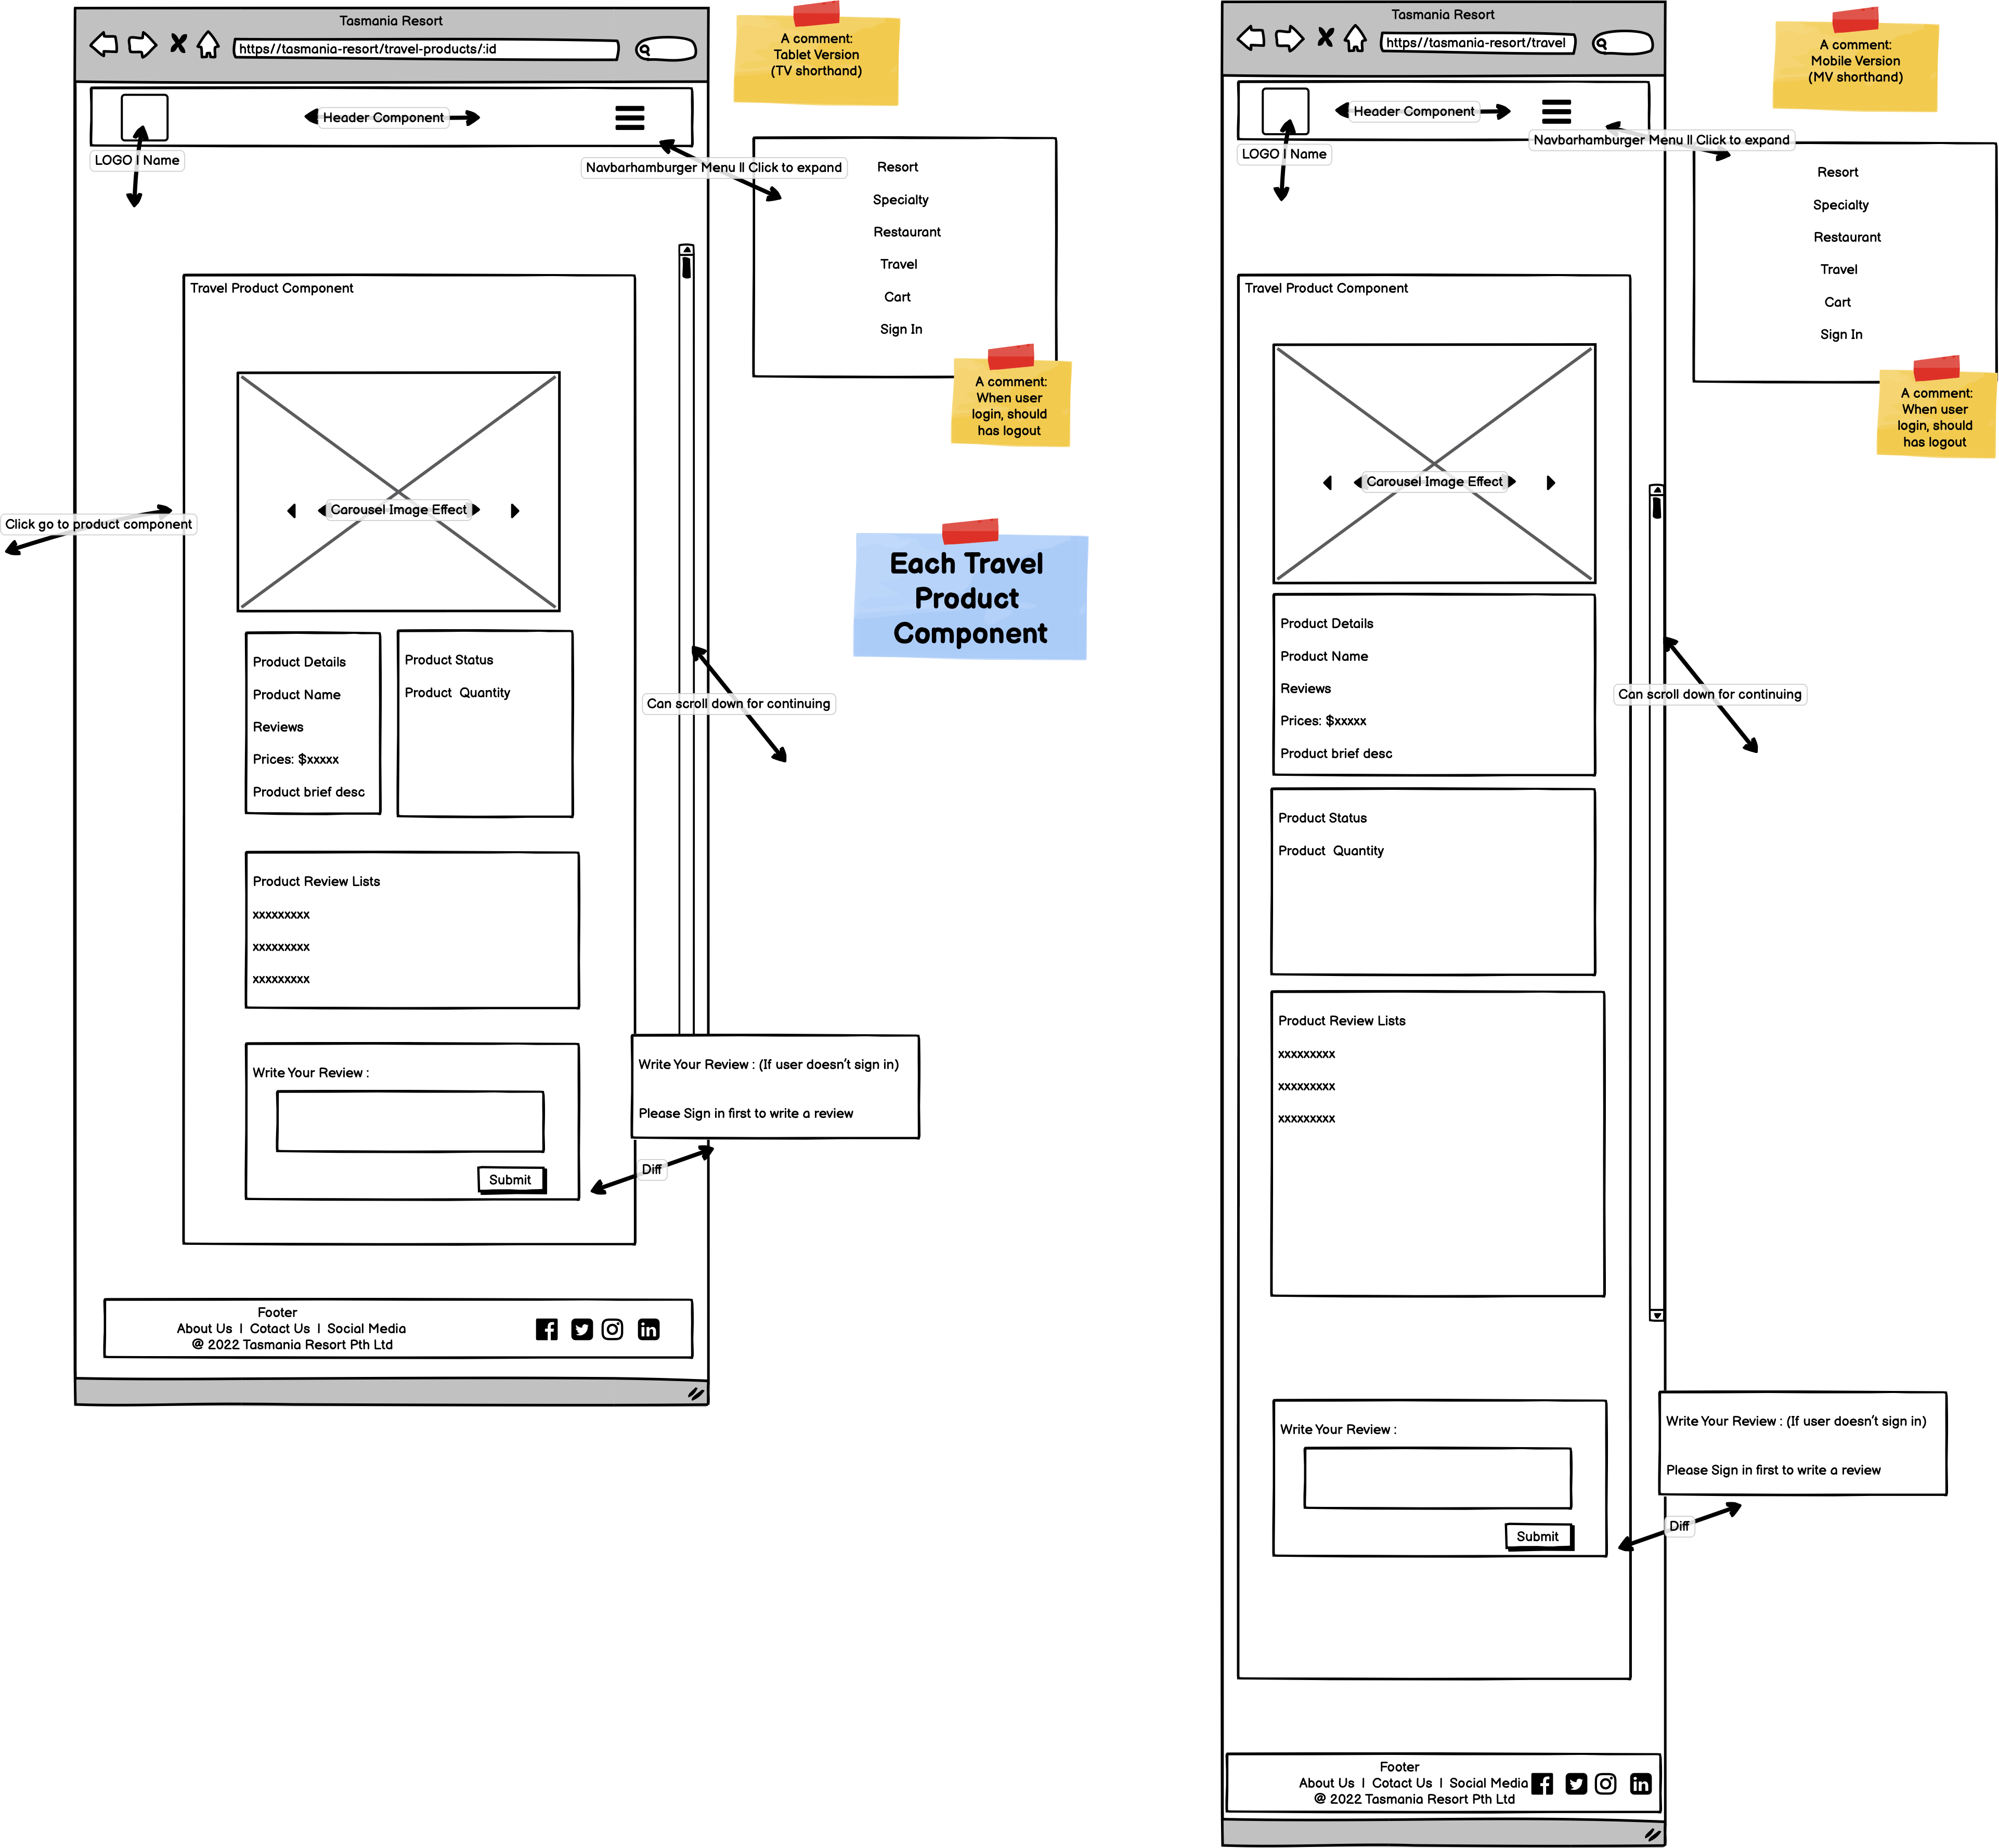 Tasmania Resort
https//tasmania-resort/travel-products/:id
A comment:
Tablet Version
(TV shorthand)
Header Component
LOGO | Name
Navbarhamburger Menu || Click to expand
Resort
Specialty
Restaurant
Travel
Cart
Sign In
A comment:
When user
login, should
has logout
Travel Product Component
Carousel Image Effect
Click go to product component
Each Travel
Product
Component
Product Details
Product Name
Reviews
Prices: $xxxxx
Product brief desc
Product Status
Product Quantity
Can scroll down for continuing
Product Review Lists
xxxxxxxxx
xxxxxxxxx
xxxxxxxxx
Write Your Review :
Submit
Write Your Review : (If user doesn't sign in)
Please Sign in first to write a review
Diff
Footer
About Us | Cotact Us | Social Media
@ 2022 Tasmania Resort Pth Ltd
Tasmania Resort
https//tasmania-resort/travel
A comment:
Mobile Version
(MV shorthand)
Header Component
LOGO | Name
Navbarhamburger Menu || Click to expand
Resort
Specialty
Restaurant
Travel
Cart
Sign In
A comment:
When user
login, should
has logout
Travel Product Component
Carousel Image Effect
Product Details
Product Name
Reviews
Prices: $xxxxx
Product brief desc
Can scroll down for continuing
Product Status
Product Quantity
Product Review Lists
xxxxxxxxx
xxxxxxxxx
xxxxxxxxx
Write Your Review :
Submit
Write Your Review : (If user doesn't sign in)
Please Sign in first to write a review
Diff
Footer
About Us | Cotact Us | Social Media
@ 2022 Tasmania Resort Pth Ltd